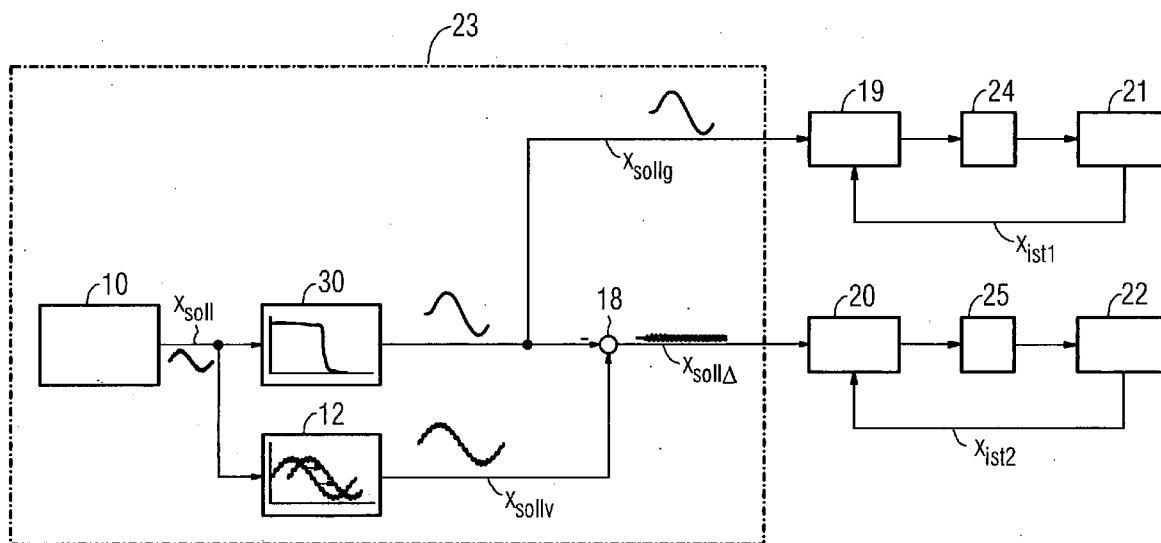 23
19
24
21
x_sollg
x_ist1
10
x_soll
30
18
-
x_sollΔ
20
25
22
12
x_sollv
x_ist2